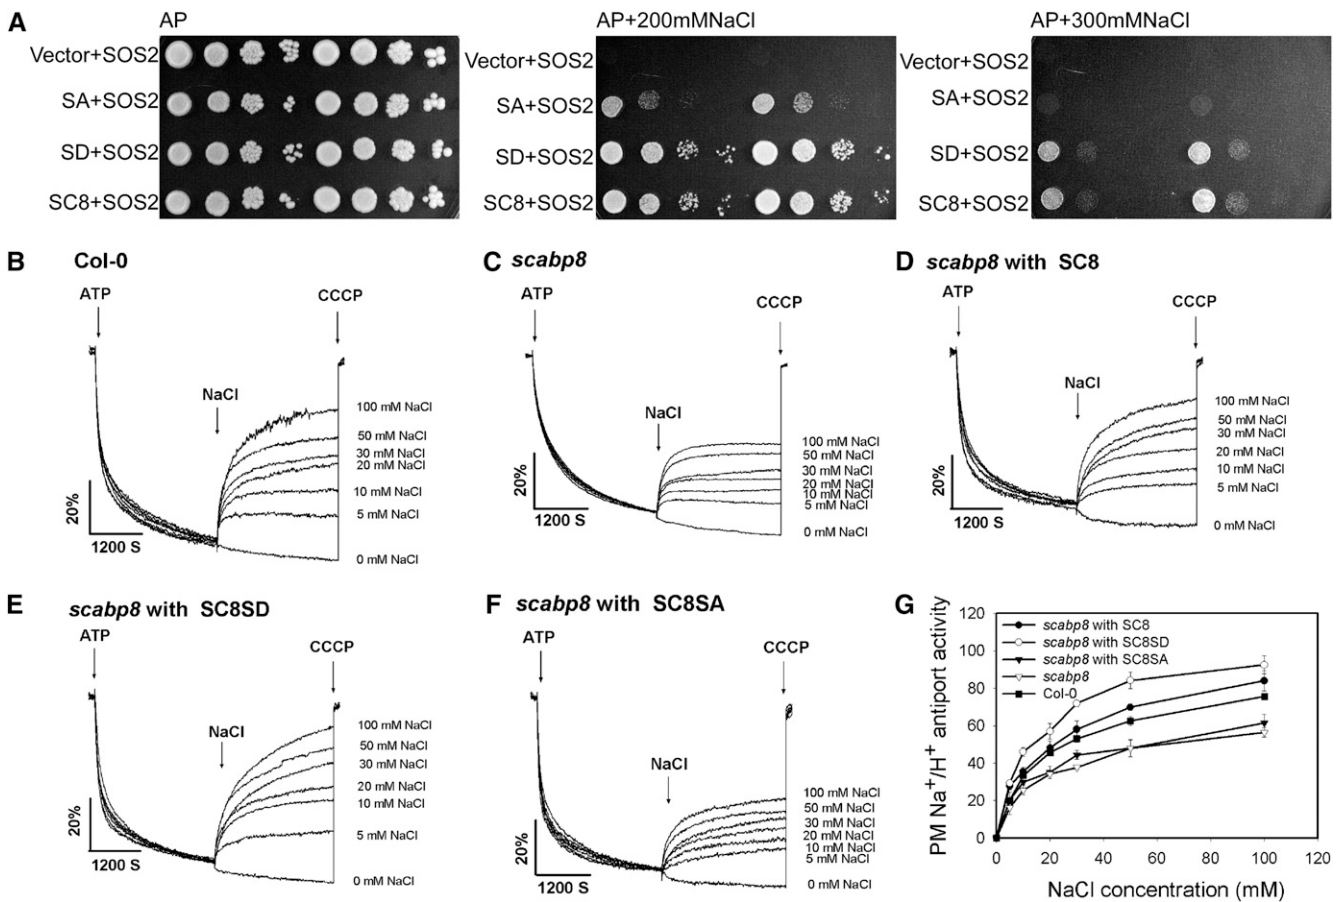 A
AP
Vector+SOS2
SA+SOS2
SD+SOS2
SC8+SOS2
AP+200mMNaCl
Vector+SOS2
SA+SOS2
SD+SOS2
SC8+SOS2
AP+300mMNaCl
Vector+SOS2
SA+SOS2
SD+SOS2
SC8+SOS2
B
Col-0
ATP
CCCP
NaCl
100 mM NaCl
50 mM NaCl
30 mM NaCl
20 mM NaCl
10 mM NaCl
5 mM NaCl
0 mM NaCl
20%
1200 S
C
scabp8
ATP
CCCP
NaCl
100 mM NaCl
50 mM NaCl
30 mM NaCl
20 mM NaCl
10 mM NaCl
5 mM NaCl
0 mM NaCl
20%
1200 S
D
scabp8 with SC8
ATP
CCCP
NaCl
100 mM NaCl
50 mM NaCl
30 mM NaCl
20 mM NaCl
10 mM NaCl
5 mM NaCl
0 mM NaCl
20%
1200 S
E
scabp8 with SC8SD
ATP
CCCP
NaCl
100 mM NaCl
50 mM NaCl
30 mM NaCl
20 mM NaCl
10 mM NaCl
5 mM NaCl
0 mM NaCl
20%
1200 S
F
scabp8 with SC8SA
ATP
CCCP
NaCl
100 mM NaCl
50 mM NaCl
30 mM NaCl
20 mM NaCl
10 mM NaCl
5 mM NaCl
0 mM NaCl
20%
1200 S
G
PM Na+/H+ antiport activity
120
100
80
60
40
20
0
scabp8 with SC8
scabp8 with SC8SD
scabp8 with SC8SA
scabp8
Col-0
0 20 40 60 80 100 120
NaCl concentration (mM)